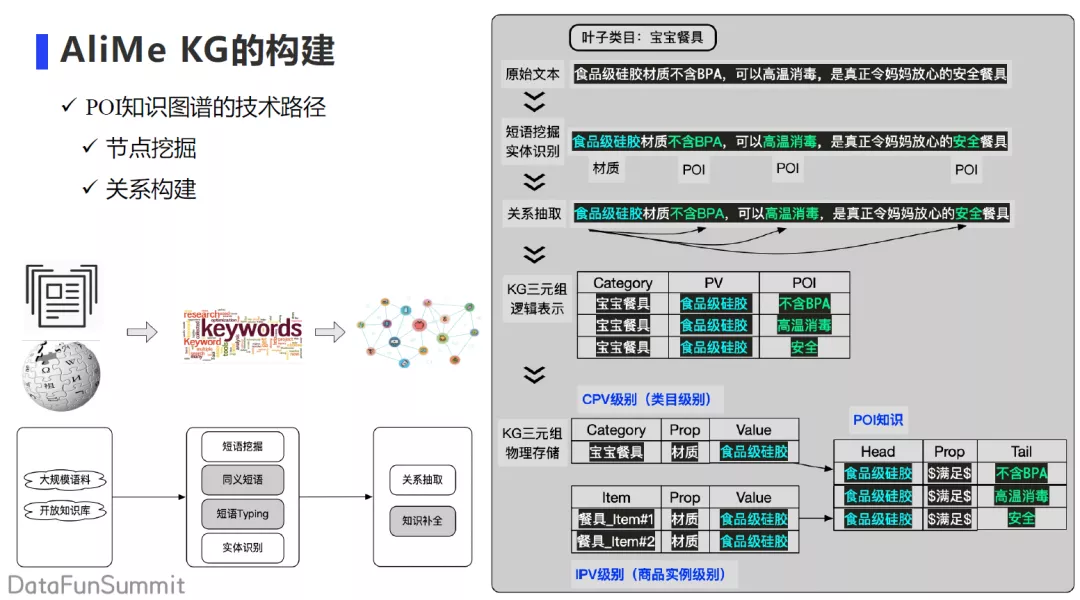 AliMe KG的构建
✓ POI知识图谱的技术路径
✓ 节点挖掘
✓ 关系构建
research
optimization
keywords
Keyword
大规模语料
开放知识库
短语挖掘
同义短语
短语Typing
实体识别
关系抽取
知识补全
DataFunSummit
叶子类目：宝宝餐具
原始文本
食品级硅胶材质不含BPA，可以高温消毒，是真正令妈妈放心的安全餐具
短语挖掘
实体识别
食品级硅胶材质不含BPA，可以高温消毒，是真正令妈妈放心的安全餐具
材质 POI POI POI
关系抽取
食品级硅胶材质不含BPA，可以高温消毒，是真正令妈妈放心的安全餐具
KG三元组
逻辑表示
Category PV POI
宝宝餐具 食品级硅胶 不含BPA
宝宝餐具 食品级硅胶 高温消毒
宝宝餐具 食品级硅胶 安全
KG三元组
物理存储
CPV级别（类目级别）
Category Prop Value
宝宝餐具 材质 食品级硅胶
Item Prop Value
餐具_Item#1 材质 食品级硅胶
餐具_Item#2 材质 食品级硅胶
IPV级别（商品实例级别）
POI知识
Head Prop Tail
食品级硅胶 $满足$ 不含BPA
食品级硅胶 $满足$ 高温消毒
食品级硅胶 $满足$ 安全